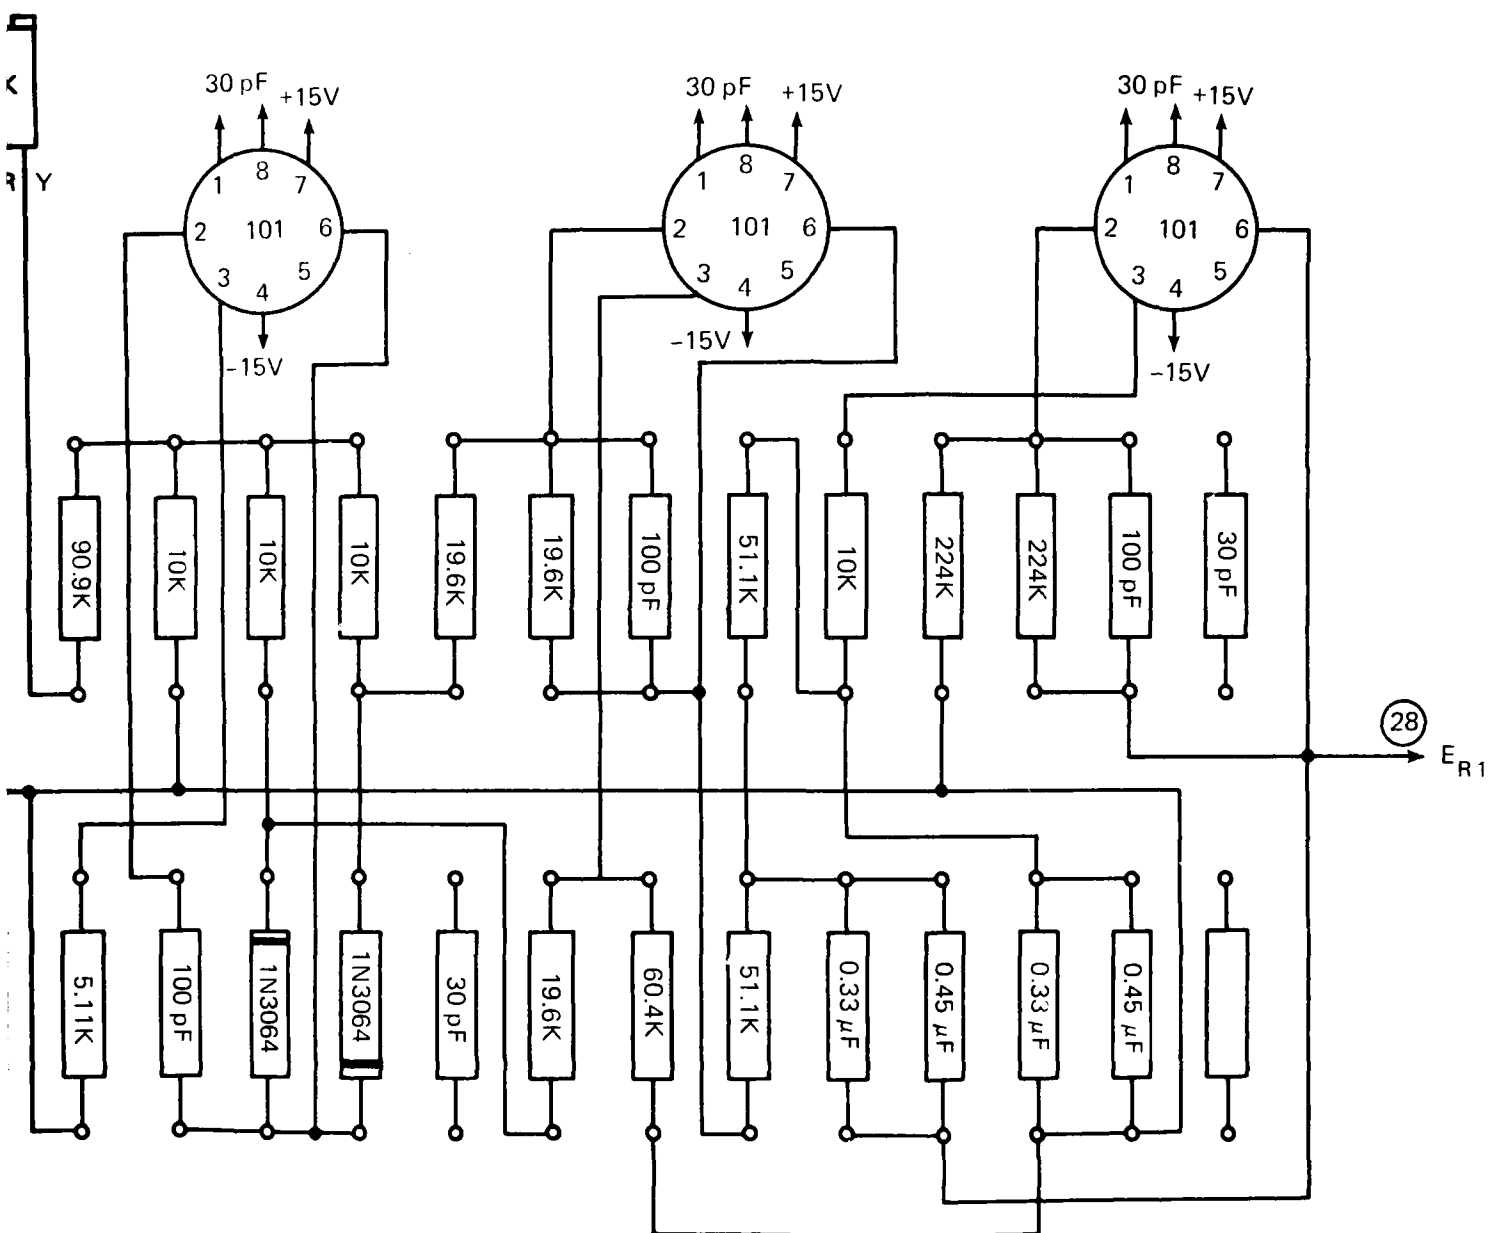 K
R Y
30 pF +15V
1 8 7
2 101 6
3 4 5
-15V
30 pF +15V
1 8 7
2 101 6
3 4 5
-15V
30 pF +15V
1 8 7
2 101 6
3 4 5
-15V
90.9K
10K
10K
10K
19.6K
19.6K
100 pF
51.1K
10K
224K
224K
100 pF
30 pF
28
E R1
5.11K
100 pF
1N3064
1N3064
30 pF
19.6K
60.4K
51.1K
0.33 µF
0.45 µF
0.33 µF
0.45 µF